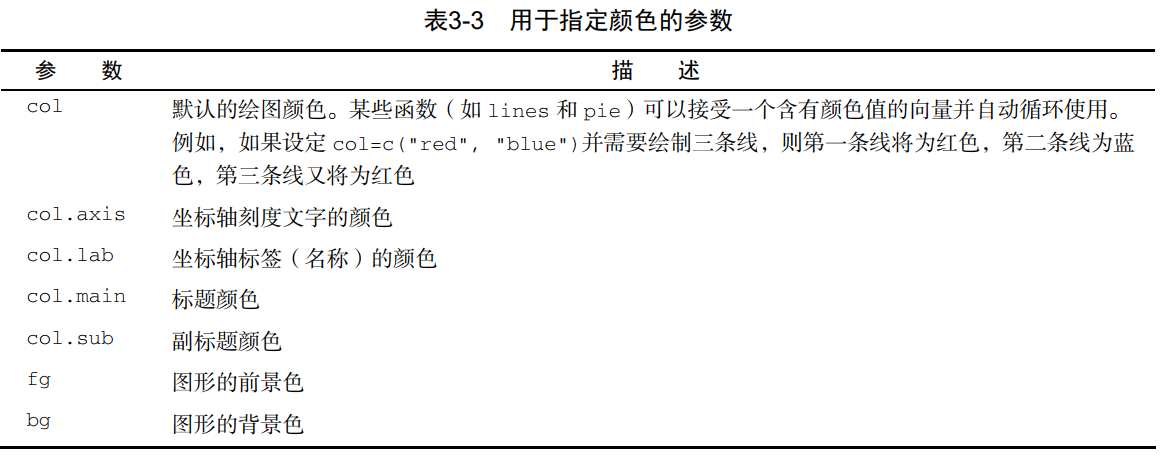 表3-3 用于指定颜色的参数
参 数 描 述
col 默认的绘图颜色。某些函数（如 lines 和 pie）可以接受一个含有颜色值的向量并自动循环使用。
例如，如果设定 col=c("red", "blue")并需要绘制三条线，则第一条线将为红色，第二条线为蓝
色，第三条线又将为红色
col.axis 坐标轴刻度文字的颜色
col.lab 坐标轴标签（名称）的颜色
col.main 标题颜色
col.sub 副标题颜色
fg 图形的前景色
bg 图形的背景色